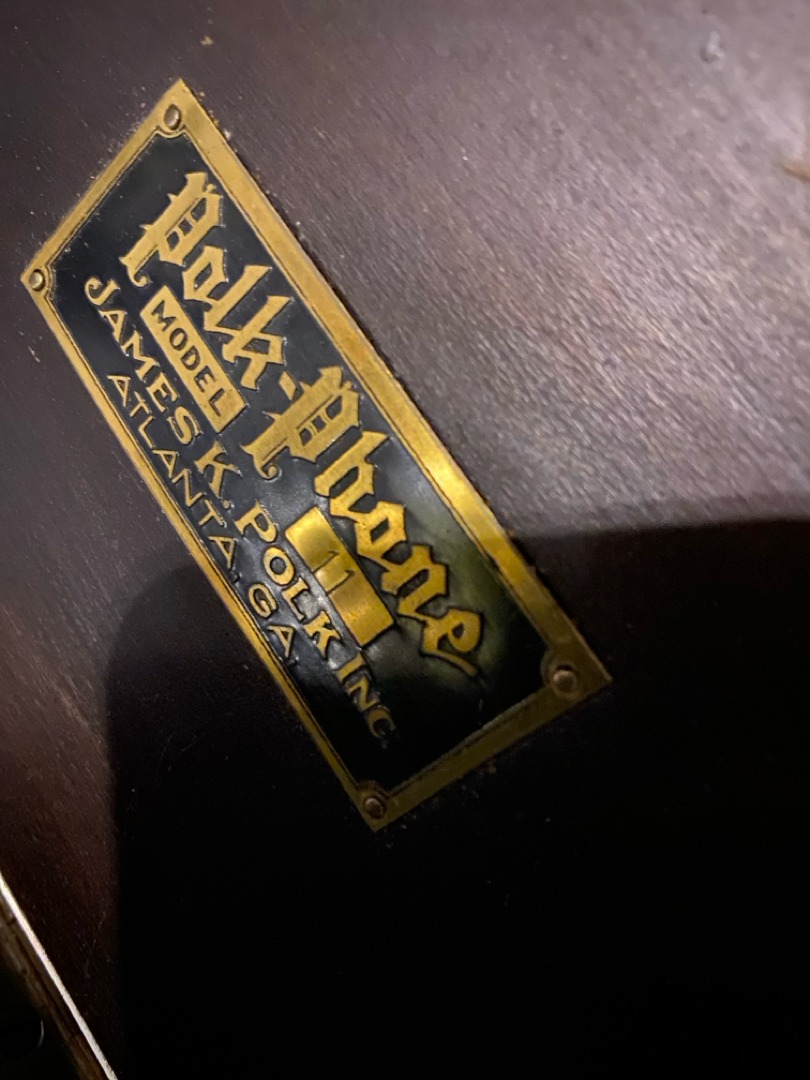 Polk-Phone
MODEL 11
JAMES K. POLK INC.
ATLANTA, GA.